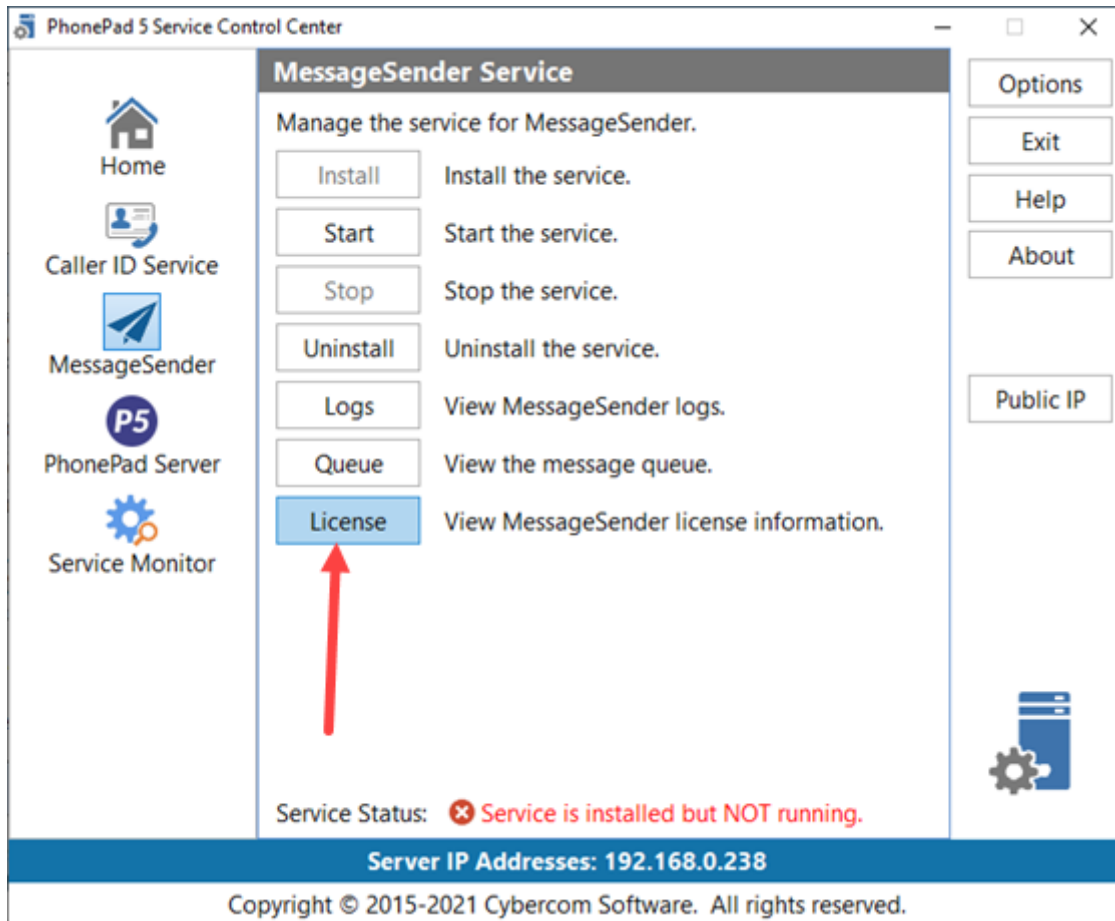 PhonePad 5 Service Control Center
Home
Caller ID Service
MessageSender
P5
PhonePad Server
Service Monitor
MessageSender Service
Manage the service for MessageSender.
Install Install the service.
Start Start the service.
Stop Stop the service.
Uninstall Uninstall the service.
Logs View MessageSender logs.
Queue View the message queue.
License View MessageSender license information.
Service Status: Service is installed but NOT running.
Options
Exit
Help
About
Public IP
Server IP Addresses: 192.168.0.238
Copyright © 2015-2021 Cybercom Software. All rights reserved.